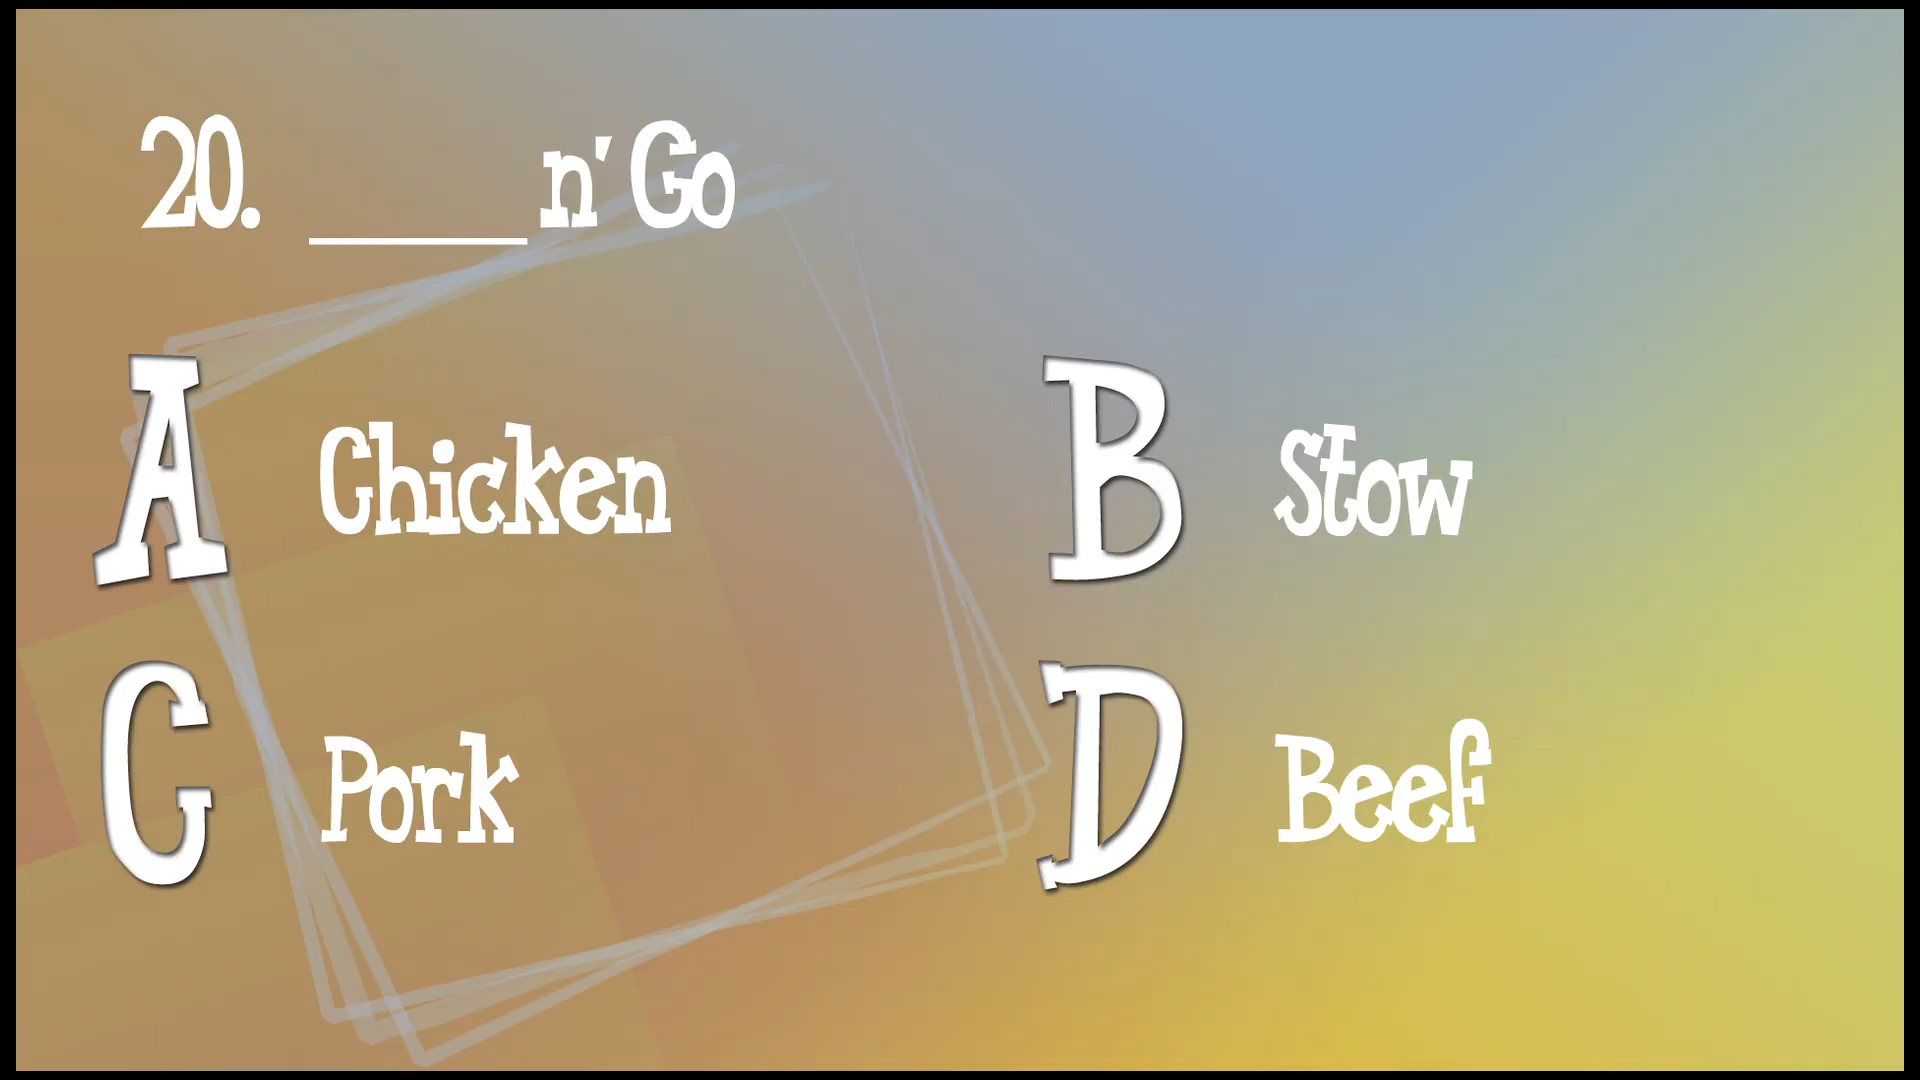 20. _____ n' Go
A Chicken
B Stow
C Pork
D Beef